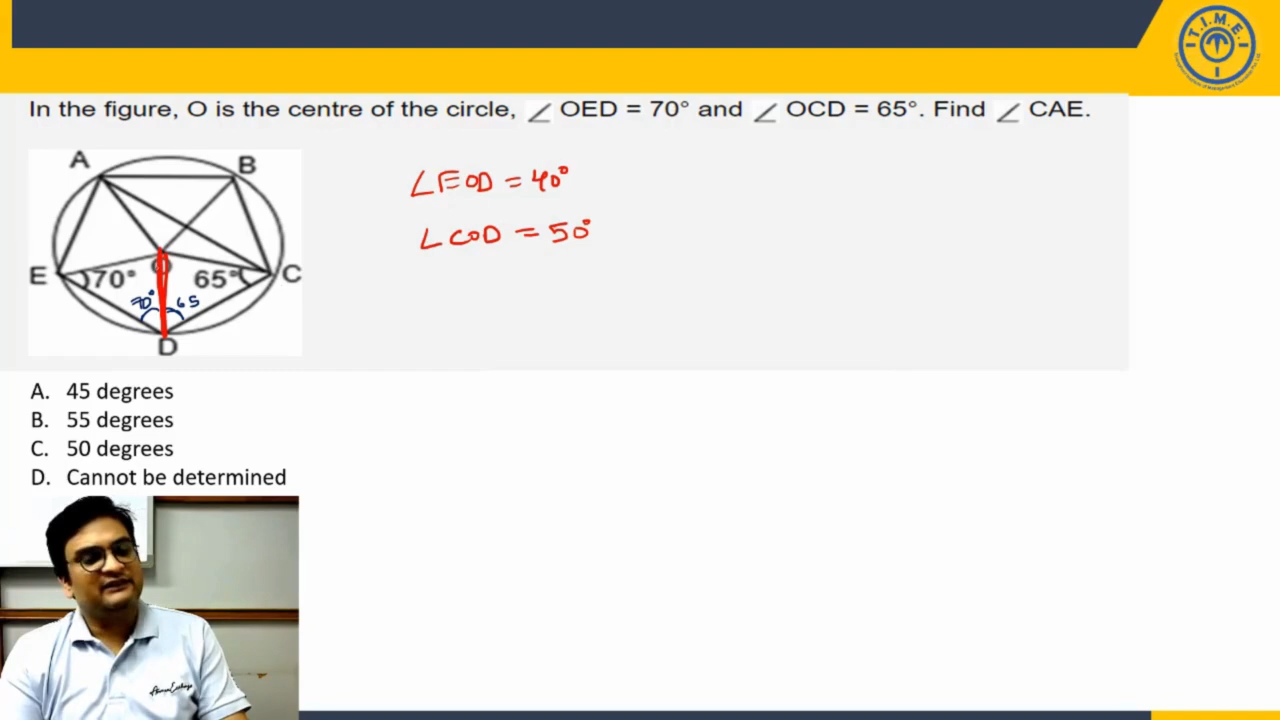 T.I.M.E.
In the figure, O is the centre of the circle, ∠ OED = 70° and ∠ OCD = 65°. Find ∠ CAE.
A
B
∠EOD = 40°
∠COD = 50°
O
E
70°
65°
C
70°
65
D
A. 45 degrees
B. 55 degrees
C. 50 degrees
D. Cannot be determined